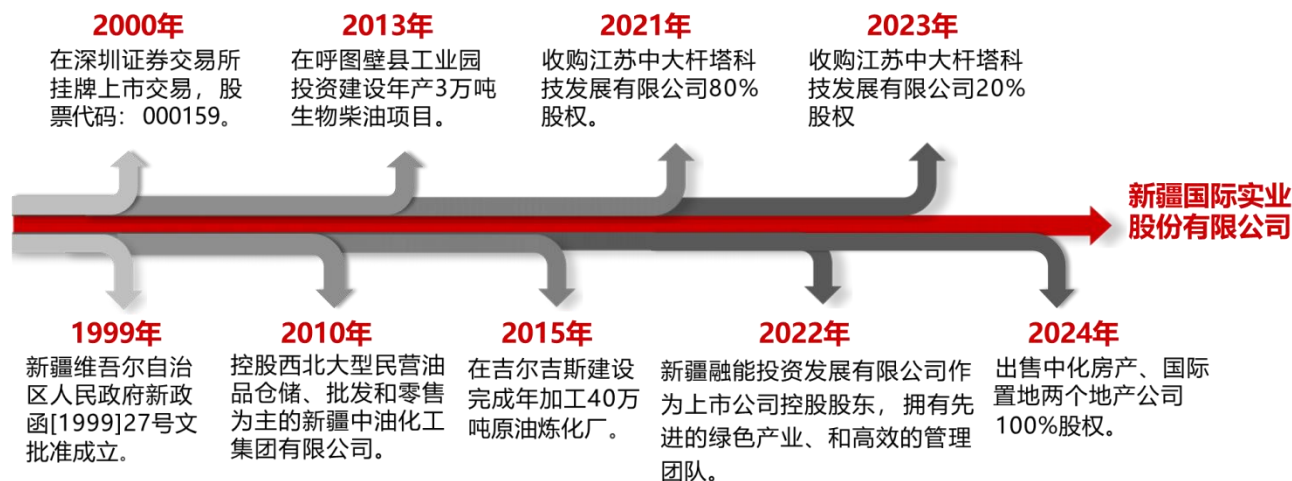 2000年
在深圳证券交易所
挂牌上市交易，股
票代码：000159。
2013年
在呼图壁县工业园
投资建设年产3万吨
生物柴油项目。
2021年
收购江苏中大杆塔科
技发展有限公司80%
股权。
2023年
收购江苏中大杆塔科
技发展有限公司20%
股权
新疆国际实业
股份有限公司
1999年
新疆维吾尔自治
区人民政府新政
函[1999]27号文
批准成立.
2010年
控股西北大型民营油
品仓储、批发和零售
为主的新疆中油化工
集团有限公司。
2015年
在吉尔吉斯建设
完成年加工40万
吨原油炼化厂。
2022年
新疆融能投资发展有限公司作
为上市公司控股股东，拥有先
进的绿色产业、和高效的管理
团队。
2024年
出售中化房产、国际
置地两个地产公司
100%股权。